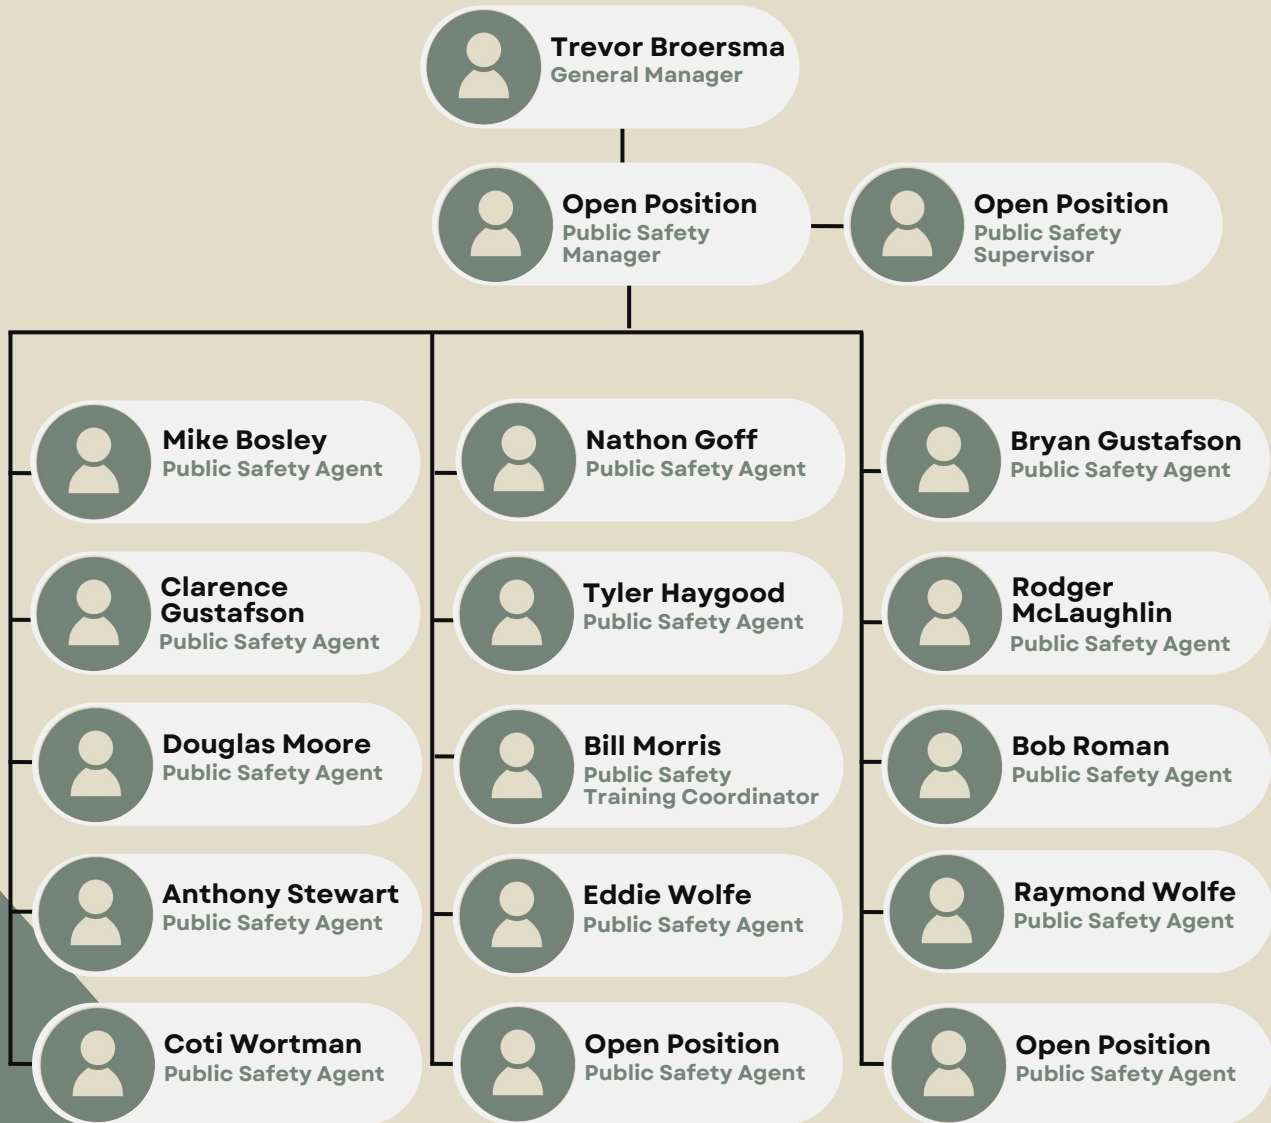 Trevor Broersma
General Manager
Open Position
Public Safety
Manager
Open Position
Public Safety
Supervisor
Mike Bosley
Public Safety Agent
Nathon Goff
Public Safety Agent
Bryan Gustafson
Public Safety Agent
Clarence
Gustafson
Public Safety Agent
Tyler Haygood
Public Safety Agent
Rodger
McLaughlin
Public Safety Agent
Douglas Moore
Public Safety Agent
Bill Morris
Public Safety
Training Coordinator
Bob Roman
Public Safety Agent
Anthony Stewart
Public Safety Agent
Eddie Wolfe
Public Safety Agent
Raymond Wolfe
Public Safety Agent
Coti Wortman
Public Safety Agent
Open Position
Public Safety Agent
Open Position
Public Safety Agent